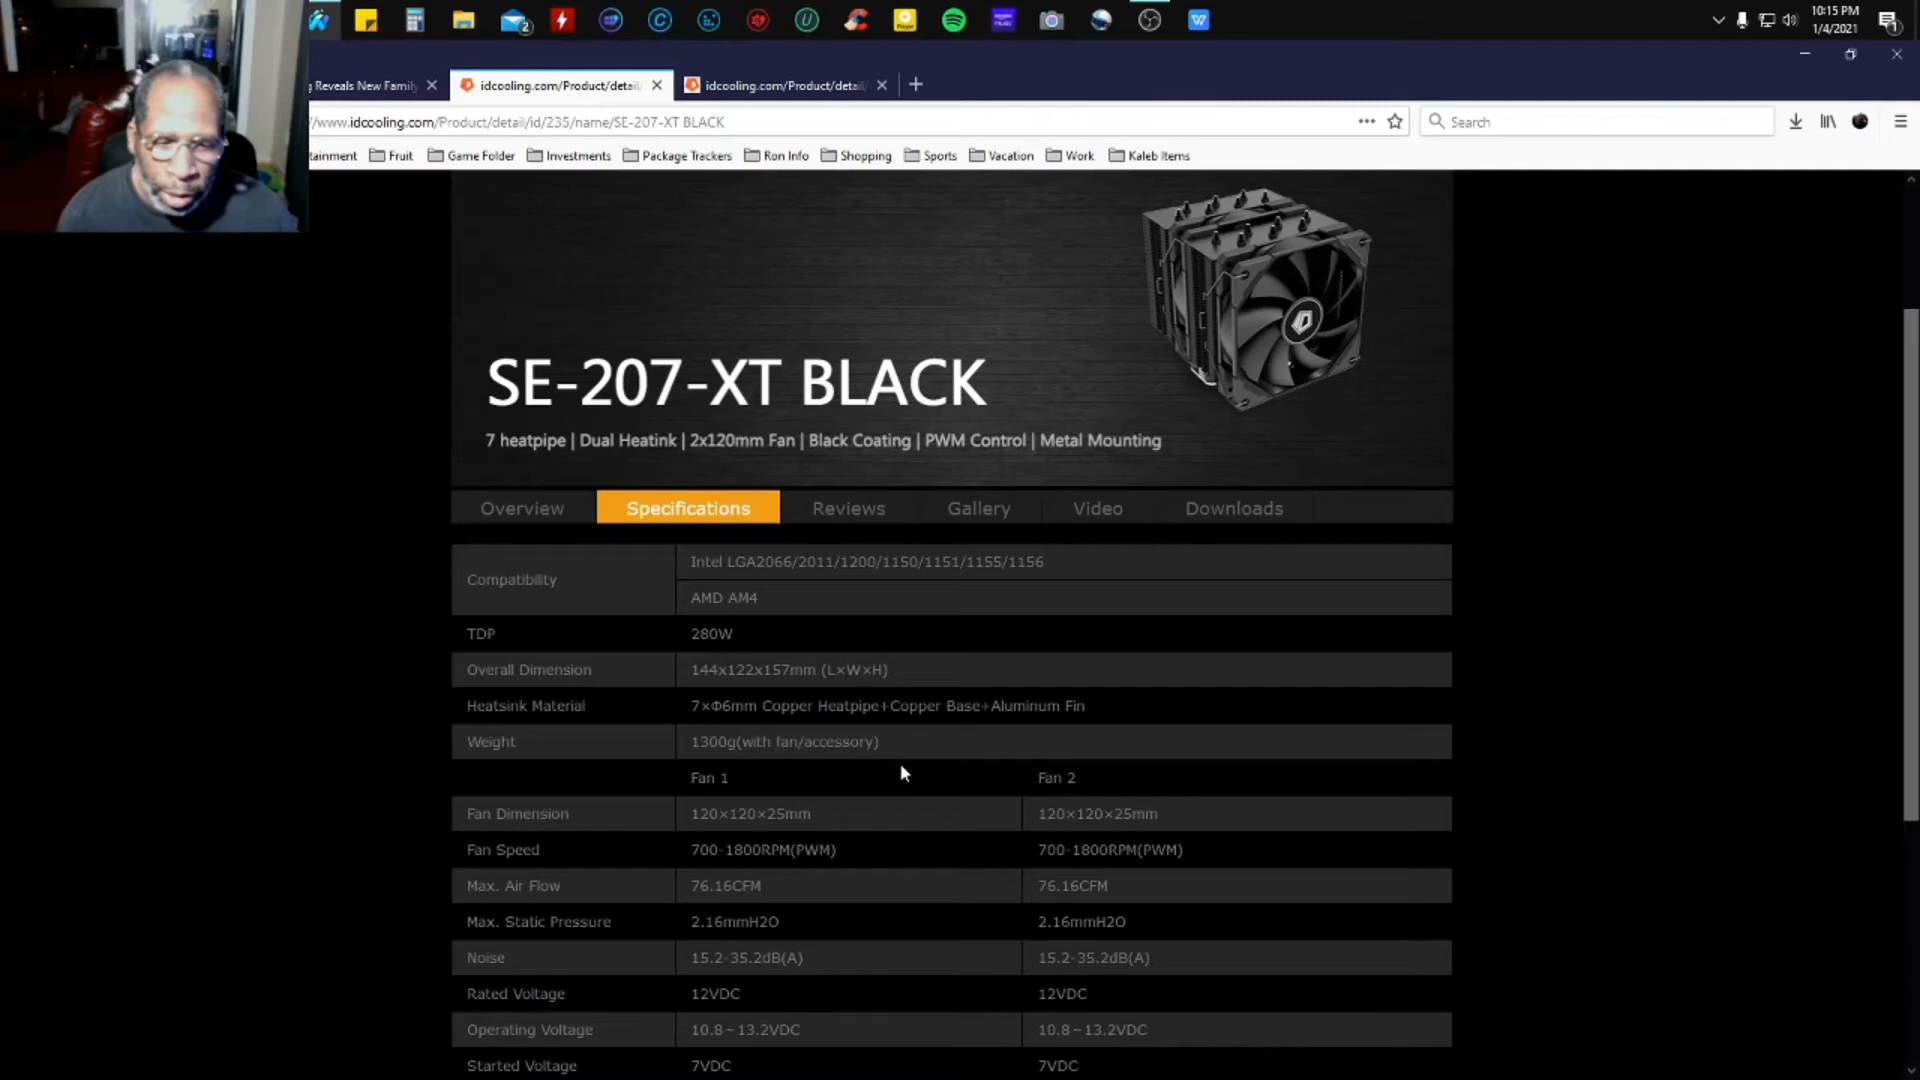 10:15 PM
1/4/2021
2
1
g Reveals New Family
idcooling.com/Product/detail/
idcooling.com/Product/detail/
/www.idcooling.com/Product/detail/id/235/name/SE-207-XT BLACK
Search
tainment Fruit Game Folder Investments Package Trackers Ron Info Shopping Sports Vacation Work Kaleb Items
SE-207-XT BLACK
7 heatpipe | Dual Heatink | 2x120mm Fan | Black Coating | PWM Control | Metal Mounting
Overview Specifications Reviews Gallery Video Downloads
Compatibility
Intel LGA2066/2011/1200/1150/1151/1155/1156
AMD AM4
TDP 280W
Overall Dimension 144x122x157mm (L×W×H)
Heatsink Material 7×Φ6mm Copper Heatpipe+Copper Base+Aluminum Fin
Weight 1300g(with fan/accessory)
Fan 1 Fan 2
Fan Dimension 120×120×25mm 120×120×25mm
Fan Speed 700-1800RPM(PWM) 700-1800RPM(PWM)
Max. Air Flow 76.16CFM 76.16CFM
Max. Static Pressure 2.16mmH2O 2.16mmH2O
Noise 15.2-35.2dB(A) 15.2-35.2dB(A)
Rated Voltage 12VDC 12VDC
Operating Voltage 10.8~13.2VDC 10.8~13.2VDC
Started Voltage 7VDC 7VDC